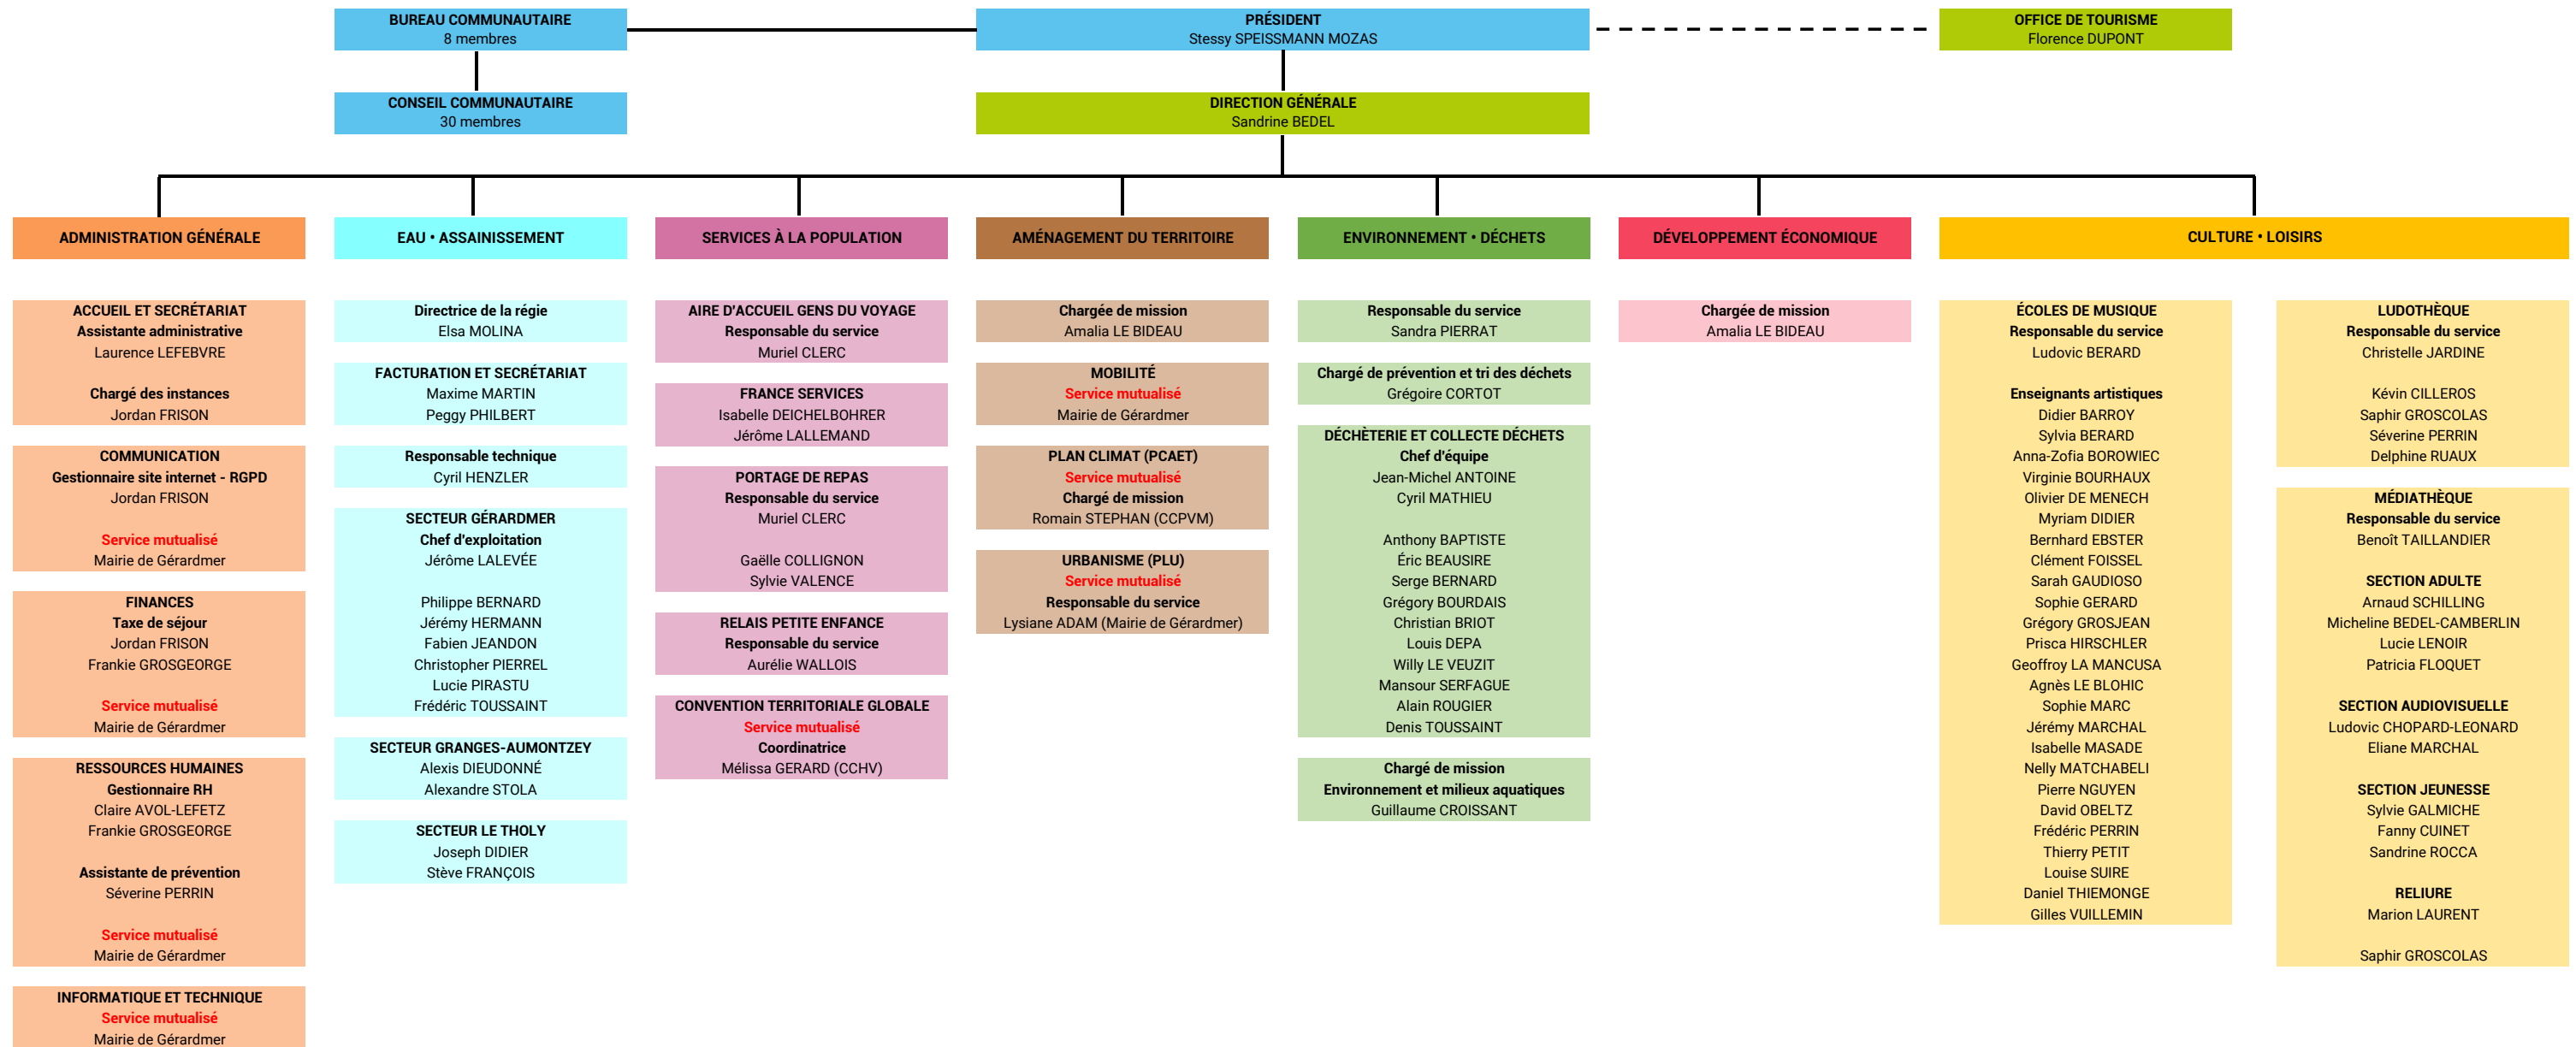 BUREAU COMMUNAUTAIRE
8 membres
PRÉSIDENT
Stessy SPEISSMANN MOZAS
OFFICE DE TOURISME
Florence DUPONT
CONSEIL COMMUNAUTAIRE
30 membres
DIRECTION GÉNÉRALE
Sandrine BEDEL
ADMINISTRATION GÉNÉRALE
EAU • ASSAINISSEMENT
SERVICES À LA POPULATION
AMÉNAGEMENT DU TERRITOIRE
ENVIRONNEMENT • DÉCHETS
DÉVELOPPEMENT ÉCONOMIQUE
CULTURE • LOISIRS
ACCUEIL ET SECRÉTARIAT
Assistante administrative
Laurence LEFEBVRE
Chargé des instances
Jordan FRISON
COMMUNICATION
Gestionnaire site internet - RGPD
Jordan FRISON
Service mutualisé
Mairie de Gérardmer
FINANCES
Taxe de séjour
Jordan FRISON
Frankie GROSGEORGE
Service mutualisé
Mairie de Gérardmer
RESSOURCES HUMAINES
Gestionnaire RH
Claire AVOL-LEFETZ
Frankie GROSGEORGE
Assistante de prévention
Séverine PERRIN
Service mutualisé
Mairie de Gérardmer
INFORMATIQUE ET TECHNIQUE
Service mutualisé
Mairie de Gérardmer
Directrice de la régie
Elsa MOLINA
FACTURATION ET SECRÉTARIAT
Maxime MARTIN
Peggy PHILBERT
Responsable technique
Cyril HENZLER
SECTEUR GÉRARDMER
Chef d'exploitation
Jérôme LALEVÉE
Philippe BERNARD
Jérémy HERMANN
Fabien JEANDON
Christopher PIERREL
Lucie PIRASTU
Frédéric TOUSSAINT
SECTEUR GRANGES-AUMONTZEY
Alexis DIEUDONNÉ
Alexandre STOLA
SECTEUR LE THOLY
Joseph DIDIER
Stève FRANÇOIS
AIRE D'ACCUEIL GENS DU VOYAGE
Responsable du service
Muriel CLERC
FRANCE SERVICES
Isabelle DEICHELBOHRER
Jérôme LALLEMAND
PORTAGE DE REPAS
Responsable du service
Muriel CLERC
Gaëlle COLLIGNON
Sylvie VALENCE
RELAIS PETITE ENFANCE
Responsable du service
Aurélie WALLOIS
CONVENTION TERRITORIALE GLOBALE
Service mutualisé
Coordinatrice
Mélissa GERARD (CCHV)
Chargée de mission
Amalia LE BIDEAU
MOBILITÉ
Service mutualisé
Mairie de Gérardmer
PLAN CLIMAT (PCAET)
Service mutualisé
Chargé de mission
Romain STEPHAN (CCPVM)
URBANISME (PLU)
Service mutualisé
Responsable du service
Lysiane ADAM (Mairie de Gérardmer)
Responsable du service
Sandra PIERRAT
Chargé de prévention et tri des déchets
Grégoire CORTOT
DÉCHÈTERIE ET COLLECTE DÉCHETS
Chef d'équipe
Jean-Michel ANTOINE
Cyril MATHIEU
Anthony BAPTISTE
Éric BEAUSIRE
Serge BERNARD
Grégory BOURDAIS
Christian BRIOT
Louis DEPA
Willy LE VEUZIT
Mansour SERFAGUE
Alain ROUGIER
Denis TOUSSAINT
Chargé de mission
Environnement et milieux aquatiques
Guillaume CROISSANT
Chargée de mission
Amalia LE BIDEAU
ÉCOLES DE MUSIQUE
Responsable du service
Ludovic BERARD
Enseignants artistiques
Didier BARROY
Sylvia BERARD
Anna-Zofia BOROWIEC
Virginie BOURHAUX
Olivier DE MENECH
Myriam DIDIER
Bernhard EBSTER
Clément FOISSEL
Sarah GAUDIOSO
Sophie GERARD
Grégory GROSJEAN
Prisca HIRSCHLER
Geoffroy LA MANCUSA
Agnès LE BLOHIC
Sophie MARC
Jérémy MARCHAL
Isabelle MASADE
Nelly MATCHABELI
Pierre NGUYEN
David OBELTZ
Frédéric PERRIN
Thierry PETIT
Louise SUIRE
Daniel THIEMONGE
Gilles VUILLEMIN
LUDOTHÈQUE
Responsable du service
Christelle JARDINE
Kévin CILLEROS
Saphir GROSCOLAS
Séverine PERRIN
Delphine RUAUX
MÉDIATHÈQUE
Responsable du service
Benoît TAILLANDIER
SECTION ADULTE
Arnaud SCHILLING
Micheline BEDEL-CAMBERLIN
Lucie LENOIR
Patricia FLOQUET
SECTION AUDIOVISUELLE
Ludovic CHOPARD-LEONARD
Eliane MARCHAL
SECTION JEUNESSE
Sylvie GALMICHE
Fanny CUINET
Sandrine ROCCA
RELIURE
Marion LAURENT
Saphir GROSCOLAS